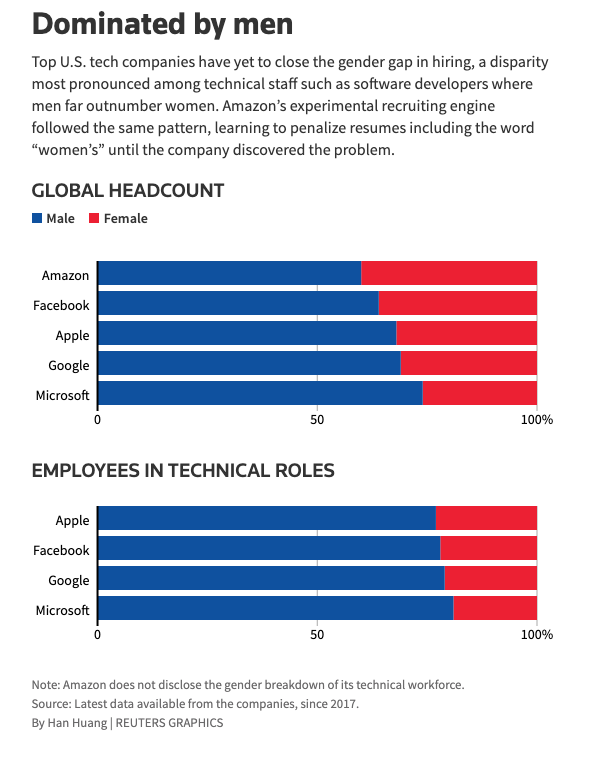 Dominated by men
Top U.S. tech companies have yet to close the gender gap in hiring, a disparity
most pronounced among technical staff such as software developers where
men far outnumber women. Amazon’s experimental recruiting engine
followed the same pattern, learning to penalize resumes including the word
“women’s” until the company discovered the problem.
GLOBAL HEADCOUNT
Male Female
Amazon
Facebook
Apple
Google
Microsoft
0 50 100%
EMPLOYEES IN TECHNICAL ROLES
Apple
Facebook
Google
Microsoft
0 50 100%
Note: Amazon does not disclose the gender breakdown of its technical workforce.
Source: Latest data available from the companies, since 2017.
By Han Huang | REUTERS GRAPHICS